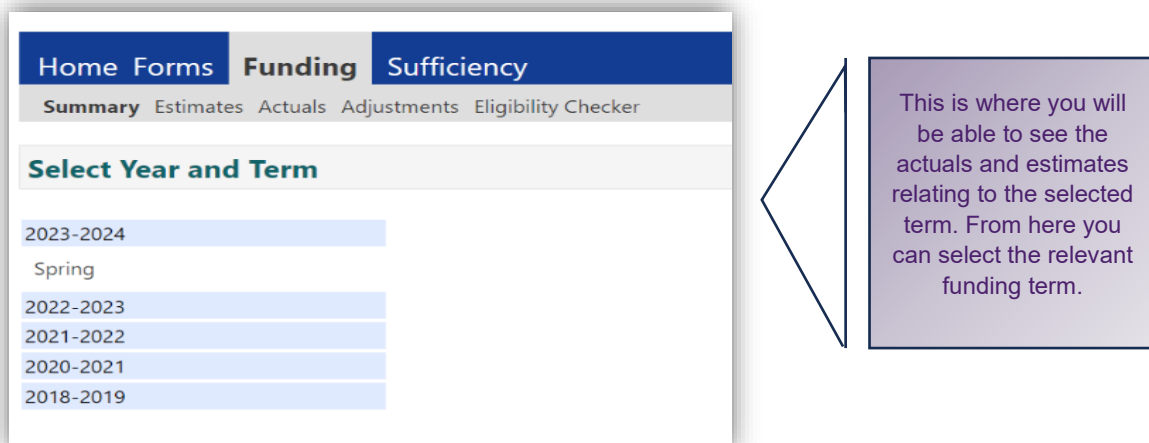 Home Forms Funding Sufficiency
Summary Estimates Actuals Adjustments Eligibility Checker
Select Year and Term
2023-2024
Spring
2022-2023
2021-2022
2020-2021
2018-2019
This is where you will
be able to see the
actuals and estimates
relating to the selected
term. From here you
can select the relevant
funding term.